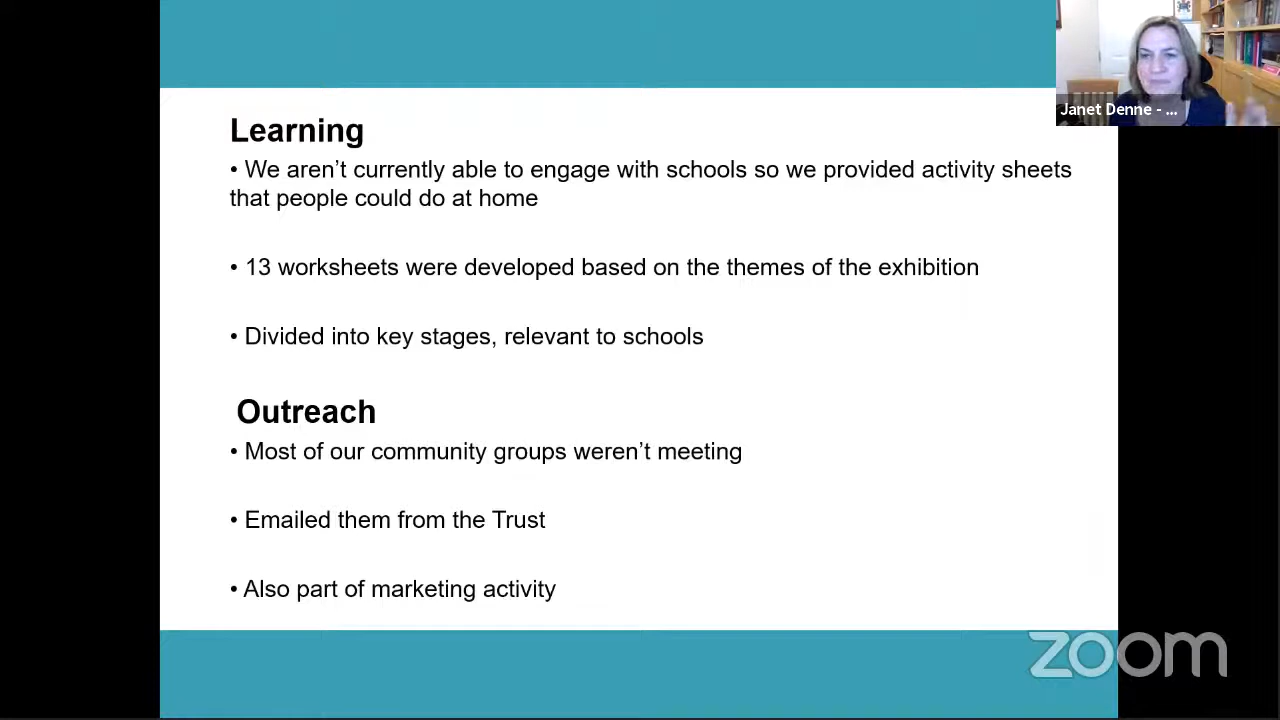 Learning
• We aren’t currently able to engage with schools so we provided activity sheets
that people could do at home
• 13 worksheets were developed based on the themes of the exhibition
• Divided into key stages, relevant to schools
Outreach
• Most of our community groups weren’t meeting
• Emailed them from the Trust
• Also part of marketing activity
Janet Denne - ...
zoom